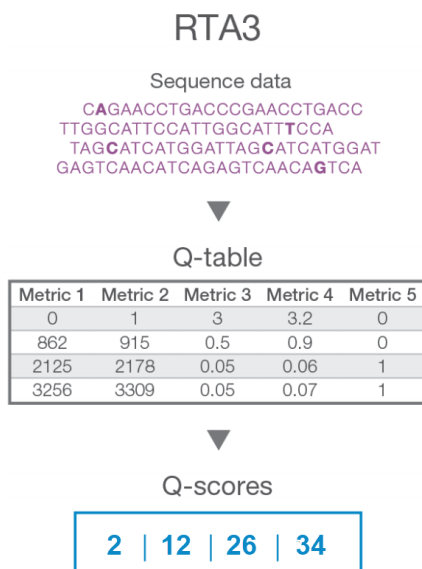 RTA3
Sequence data
CAGAACCTGACCCGAACCTGACC
TTGGCATTCCATTGGCATTTCCA
TAGCATCATGGATTAGCATCATGGAT
GAGTCAACATCAGAGTCAACAGTCA
Q-table
Metric 1 Metric 2 Metric 3 Metric 4 Metric 5
0 1 3 3.2 0
862 915 0.5 0.9 0
2125 2178 0.05 0.06 1
3256 3309 0.05 0.07 1
Q-scores
2 | 12 | 26 | 34